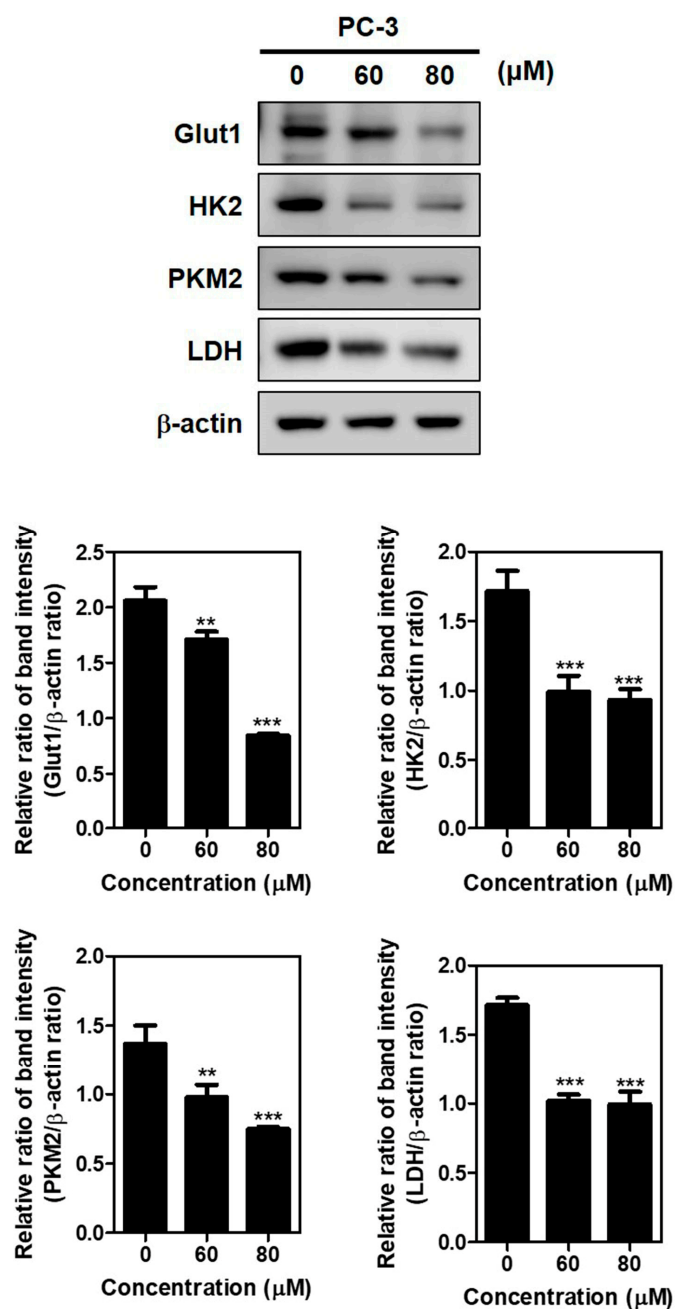 PC-3
0 60 80 (μM)
Glut1
HK2
PKM2
LDH
β-actin
Relative ratio of band intensity
(Glut1/β-actin ratio)
2.5
2.0
1.5
1.0
0.5
0.0
**
***
0 60 80
Concentration (μM)
Relative ratio of band intensity
(HK2/β-actin ratio)
2.0
1.5
1.0
0.5
0.0
***
***
0 60 80
Concentration (μM)
Relative ratio of band intensity
(PKM2/β-actin ratio)
2.0
1.5
1.0
0.5
0.0
**
***
0 60 80
Concentration (μM)
Relative ratio of band intensity
(LDH/β-actin ratio)
2.0
1.5
1.0
0.5
0.0
***
***
0 60 80
Concentration (μM)